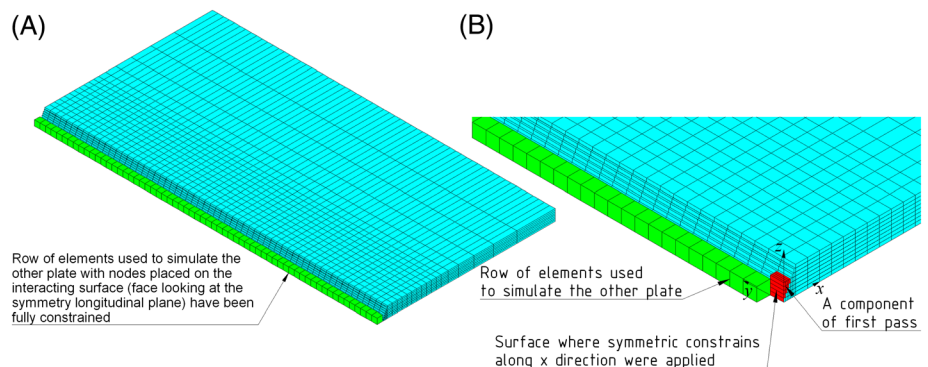 (A)
Row of elements used to simulate the
other plate with nodes placed on the
interacting surface (face looking at the
symmetry longitudinal plane) have been
fully constrained
(B)
z
x
y
Row of elements used
to simulate the other plate
A component
of first pass
Surface where symmetric constrains
along x direction were applied